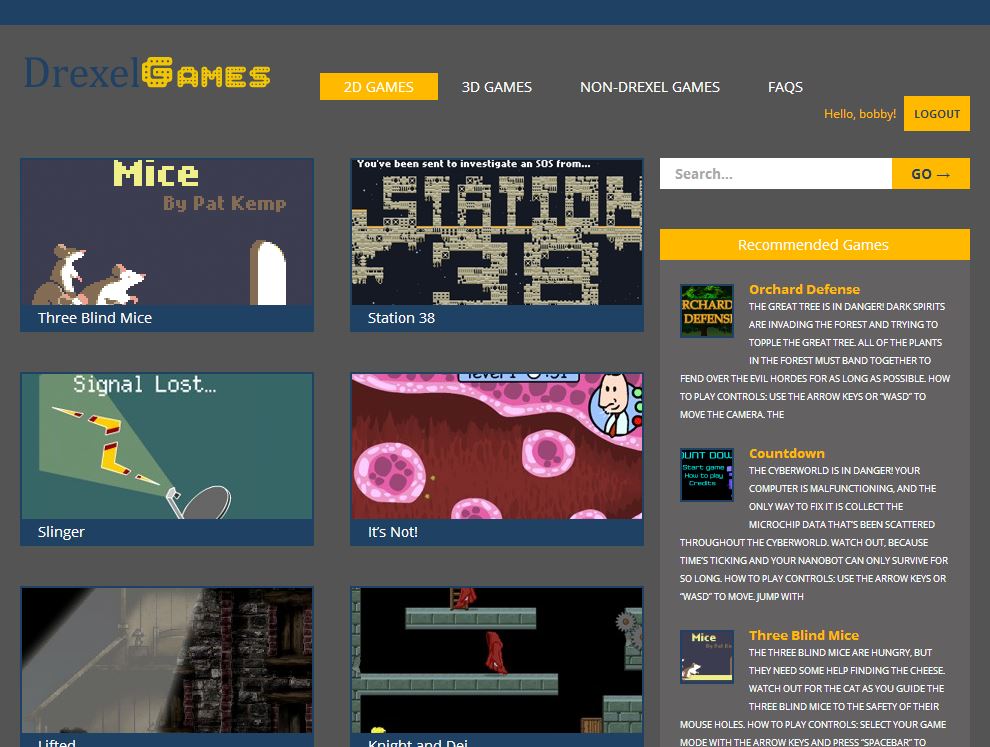 DrexelGAMES
2D GAMES
3D GAMES
NON-DREXEL GAMES
FAQS
Hello, bobby!
LOGOUT
Mice
By Pat Kemp
Three Blind Mice
You've been sent to investigate an SOS from...
STATION
38
Station 38
Search...
GO →
Signal Lost...
Slinger
It's Not!
Lifted
Knight and Dei
Recommended Games
RCHARD
DEFENS
Orchard Defense
THE GREAT TREE IS IN DANGER! DARK SPIRITS
ARE INVADING THE FOREST AND TRYING TO
TOPPLE THE GREAT TREE. ALL OF THE PLANTS
IN THE FOREST MUST BAND TOGETHER TO
FEND OVER THE EVIL HORDES FOR AS LONG AS POSSIBLE. HOW
TO PLAY CONTROLS: USE THE ARROW KEYS OR “WASD” TO
MOVE THE CAMERA. THE
OUNT DOW
Start game
How to play
Credits
Countdown
THE CYBERWORLD IS IN DANGER! YOUR
COMPUTER IS MALFUNCTIONING, AND THE
ONLY WAY TO FIX IT IS COLLECT THE
MICROCHIP DATA THAT’S BEEN SCATTERED
THROUGHOUT THE CYBERWORLD. WATCH OUT, BECAUSE
TIME’S TICKING AND YOUR NANOBOT CAN ONLY SURVIVE FOR
SO LONG. HOW TO PLAY CONTROLS: USE THE ARROW KEYS OR
“WASD” TO MOVE. JUMP WITH
Mice
By Pat Ke
Three Blind Mice
THE THREE BLIND MICE ARE HUNGRY, BUT
THEY NEED SOME HELP FINDING THE CHEESE.
WATCH OUT FOR THE CAT AS YOU GUIDE THE
THREE BLIND MICE TO THE SAFETY OF THEIR
MOUSE HOLES. HOW TO PLAY CONTROLS: SELECT YOUR GAME
MODE WITH THE ARROW KEYS AND PRESS “SPACEBAR” TO